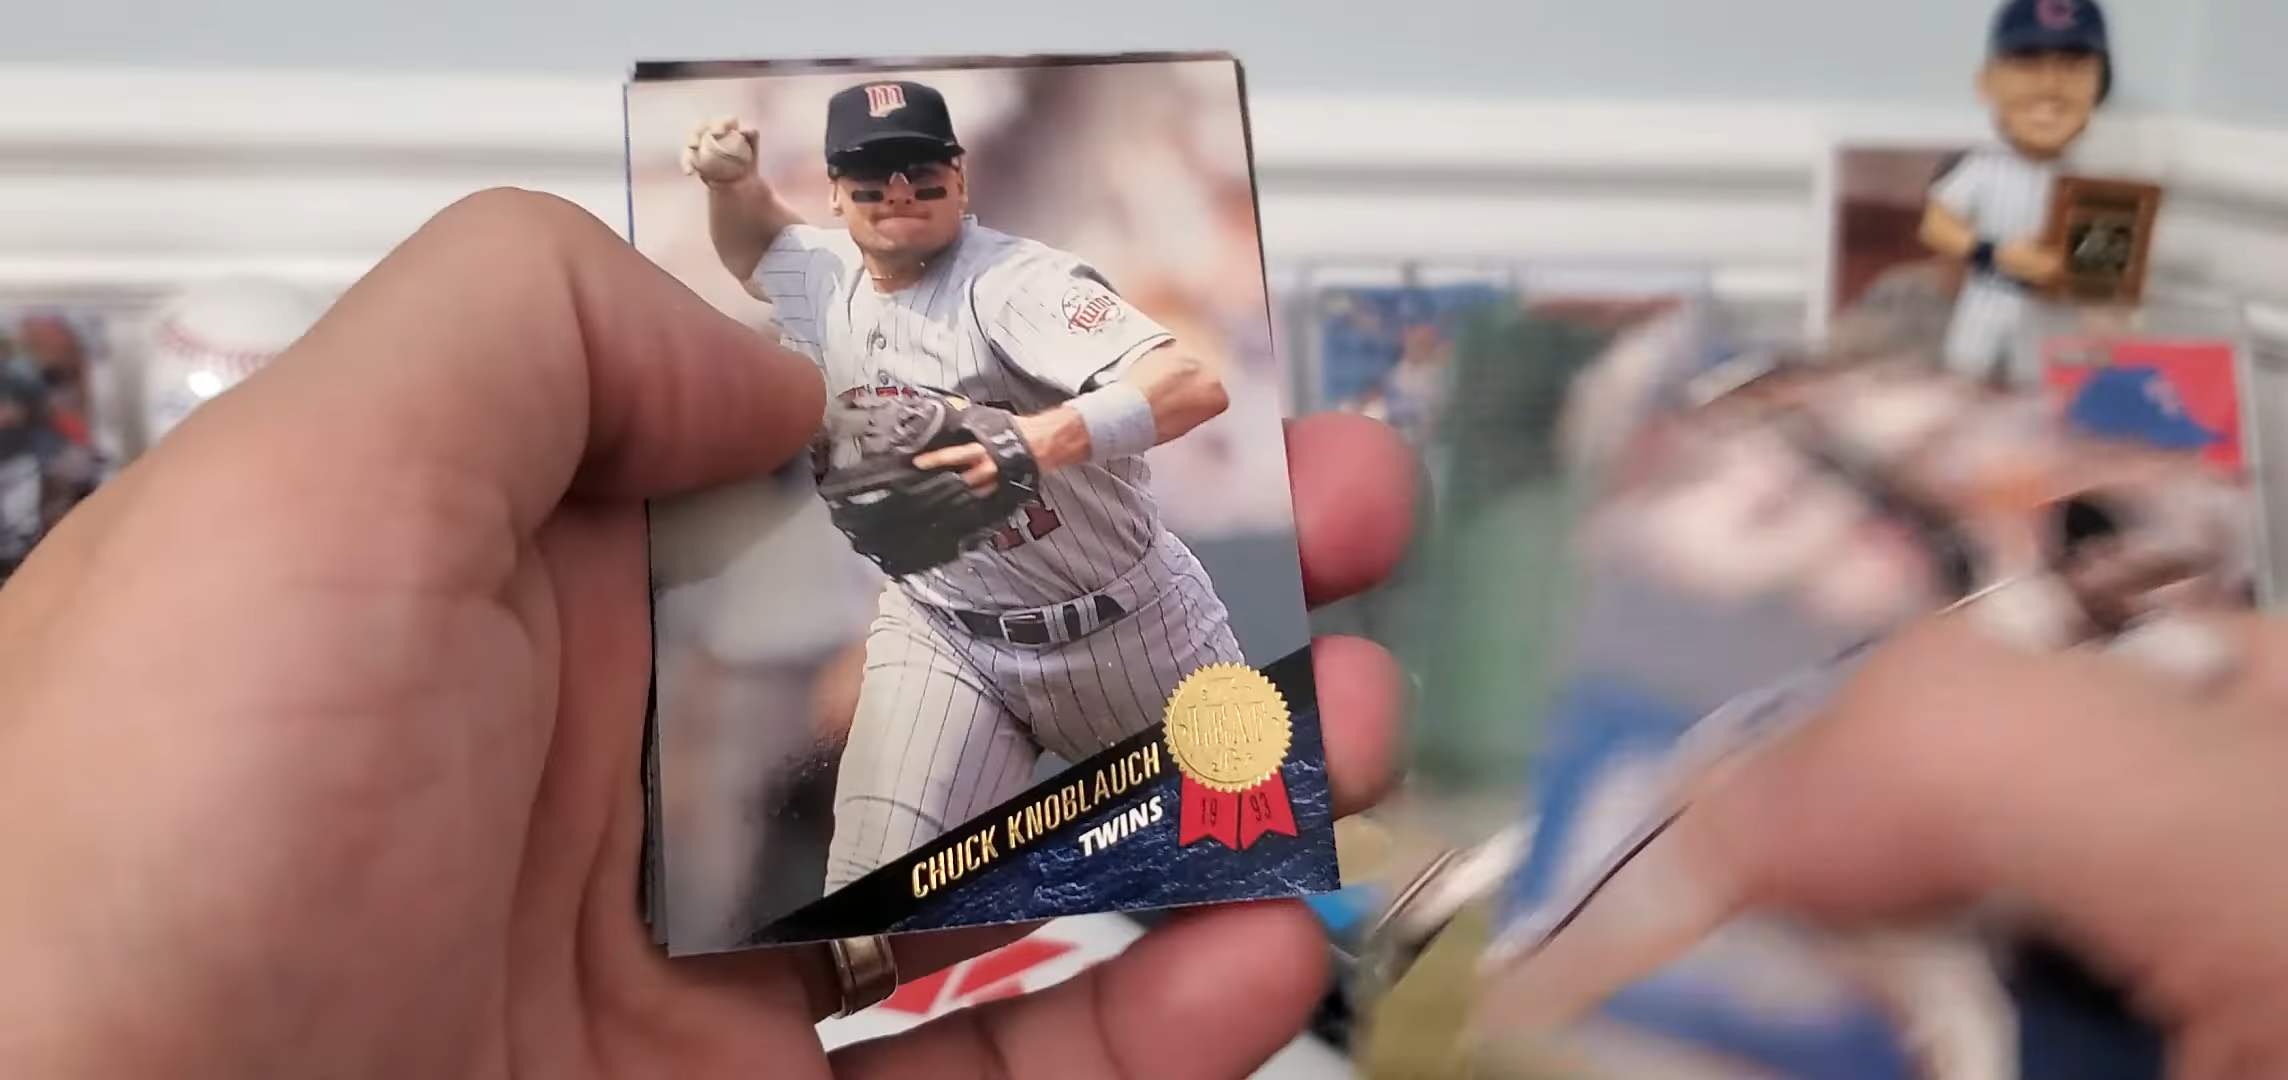 M
Twins
CHUCK KNOBLAUCH
TWINS
LEAF
19 93
C